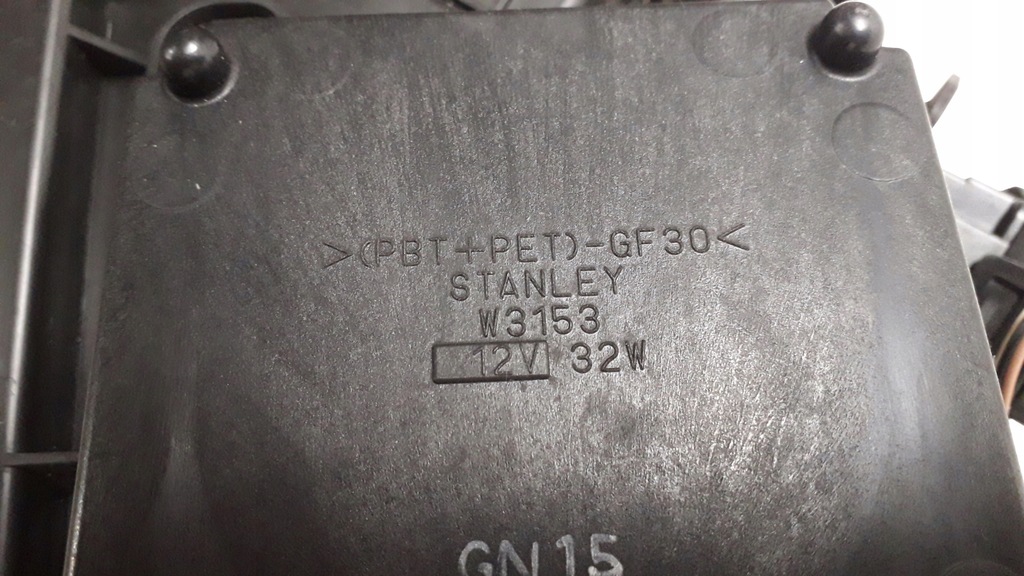 >(PBT+PET)-GF30<
STANLEY
W3153
12V 32W
GN15